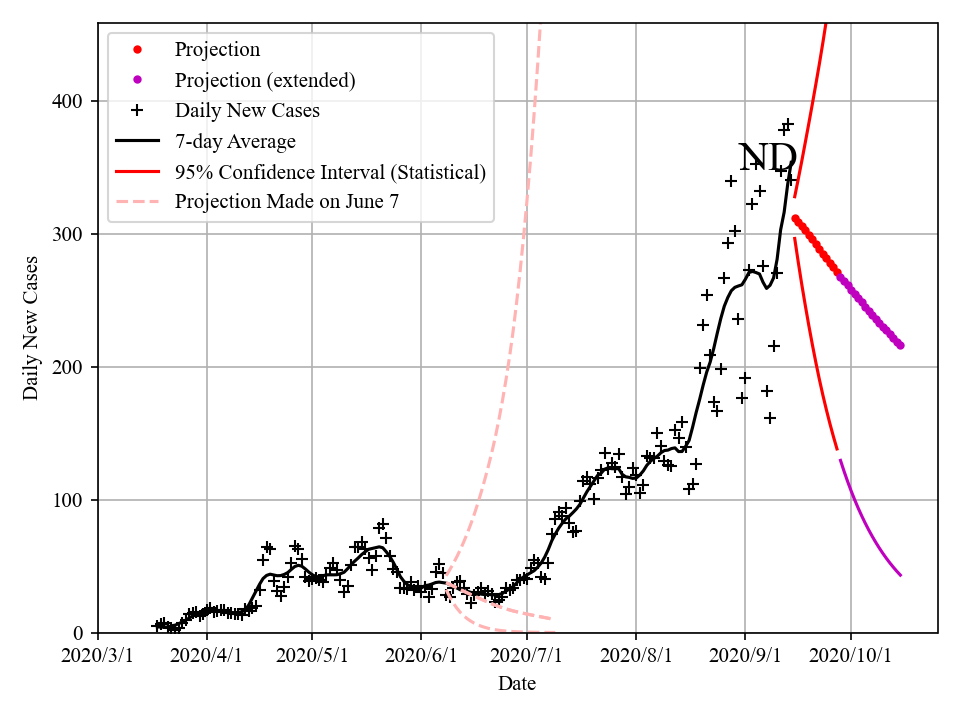 Projection
Projection (extended)
Daily New Cases
7-day Average
95% Confidence Interval (Statistical)
Projection Made on June 7
ND
400
300
200
100
0
Daily New Cases
2020/3/1 2020/4/1 2020/5/1 2020/6/1 2020/7/1 2020/8/1 2020/9/1 2020/10/1
Date